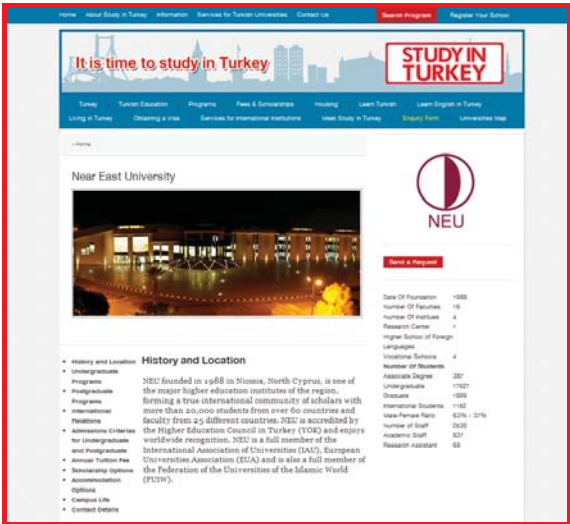 Home About Study in Turkey Information Services for Turkish Universities Contact Us Search Program Register Your School
It is time to study in Turkey
STUDY IN
TURKEY
Turkey Turkish Education Programs Fees & Scholarships Housing Learn Turkish Learn English in Turkey
Living in Turkey Obtaining a Visa Services for International Institutions Meet Study in Turkey Enquiry Form Universities Map
› Home
Near East University
NEU
Send a Request
Date Of Foundation 1988
Number Of Faculties 16
Number Of Institues 4
Research Center
Higher School of Foreign
Languages
Vocational Schools 4
Number Of Students
Associate Degree
Undergraduate
Graduate
International Students
Male-Female Ratio
Number of Staff
Academic Staff
Research Assistant
• History and Location
• Undergraduate
Programs
• Postgraduate
Programs
• International
Relations
• Admissions Criterias
for Undergraduate
and Postgraduate
• Annual Tution Fee
• Scholarship Options
• Accommodation
Options
• Campus Life
• Contact Details
History and Location
NEU founded in 1988 in Nicosia, North Cyprus, is one of
the major higher education institutes of the region,
forming a true international community of scholars with
more than 20,000 students from over 60 countries and
faculty from 25 different countries. NEU is accredited by
the Higher Education Council in Turkey (YOK) and enjoys
worldwide recognition. NEU is a full member of the
International Association of Universities (IAU), European
Universities Association (EUA) and is also a full member of
the Federation of the Universities of the Islamic World
(FUIW).